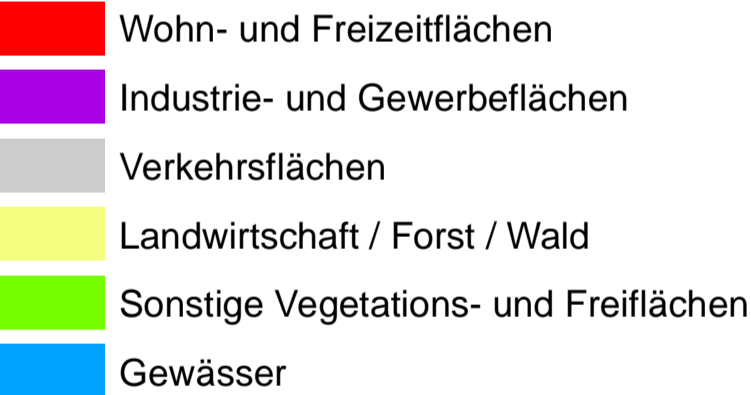 Wohn- und Freizeitflächen
Industrie- und Gewerbeflächen
Verkehrsflächen
Landwirtschaft / Forst / Wald
Sonstige Vegetations- und Freiflächen
Gewässer